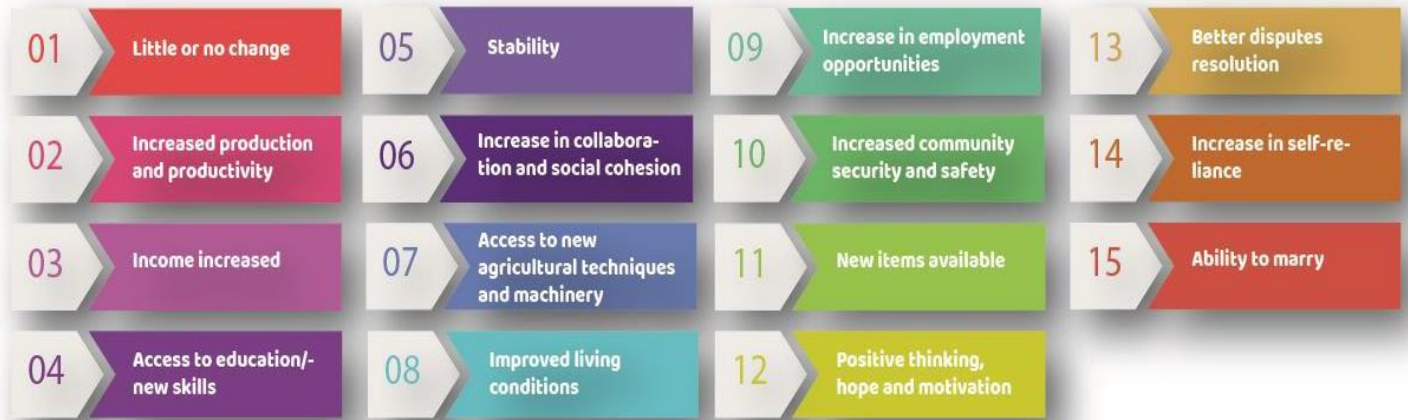 01
Little or no change
02
Increased production
and productivity
03
Income increased
04
Access to education/-
new skills
05
Stability
06
Increase in collabora-
tion and social cohesion
07
Access to new
agricultural techniques
and machinery
08
Improved living
conditions
09
Increase in employment
opportunities
10
Increased community
security and safety
11
New items available
12
Positive thinking,
hope and motivation
13
Better disputes
resolution
14
Increase in self-re-
liance
15
Ability to marry